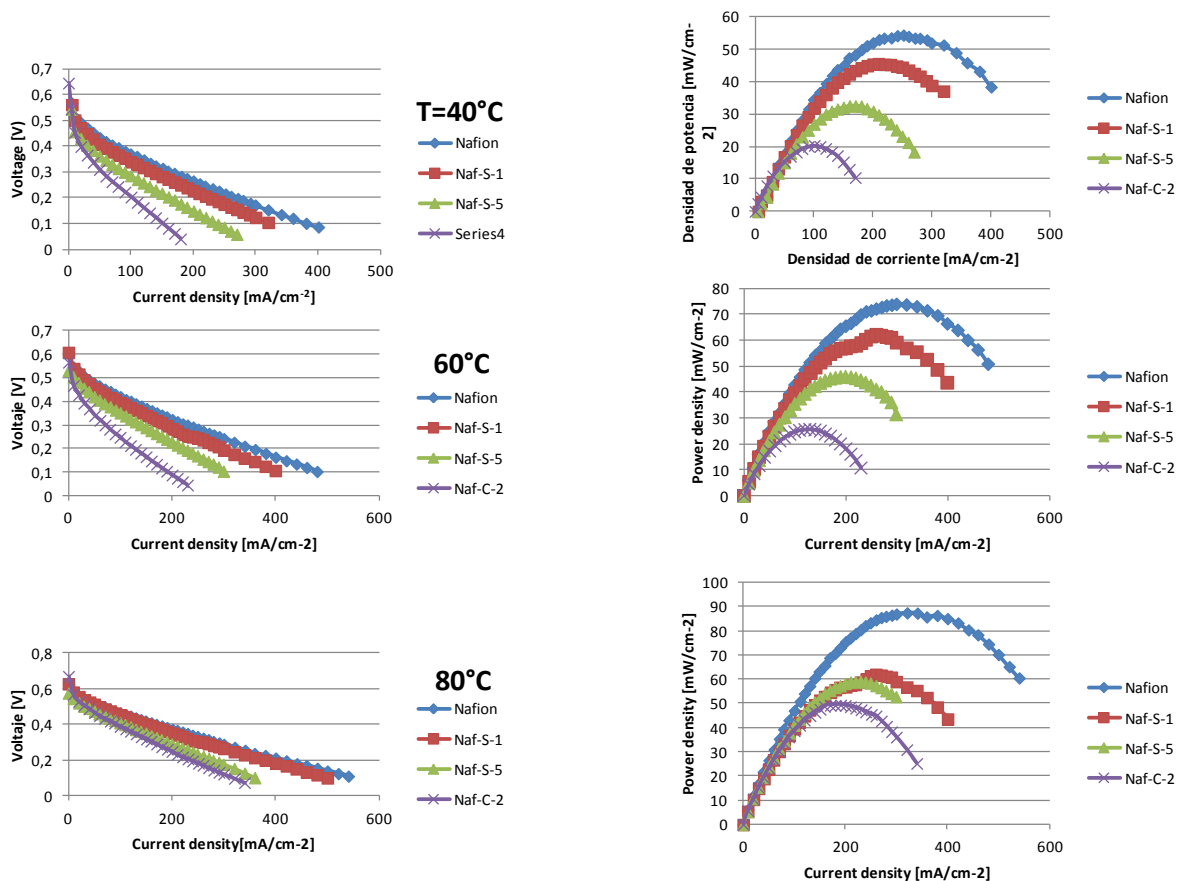 0,7
0,6
0,5
0,4
0,3
0,2
0,1
0
Voltage [V]
0 100 200 300 400 500
Current density [mA/cm-2]
T=40°C
Nafion
Naf-S-1
Naf-S-5
Series4
60
50
40
30
20
10
0
Densidad de potencia [mW/cm-
2]
0 100 200 300 400 500
Densidad de corriente [mA/cm-2]
Nafion
Naf-S-1
Naf-S-5
Naf-C-2
0,7
0,6
0,5
0,4
0,3
0,2
0,1
0
Voltaje [V]
0 200 400 600
Current density [mA/cm-2]
60°C
Nafion
Naf-S-1
Naf-S-5
Naf-C-2
80
70
60
50
40
30
20
10
0
Power density [mW/cm-2]
0 200 400 600
Current density [mA/cm-2]
Nafion
Naf-S-1
Naf-S-5
Naf-C-2
0,8
0,6
0,4
0,2
0
Voltaje [V]
0 200 400 600
Current density[mA/cm-2]
80°C
Nafion
Naf-S-1
Naf-S-5
Naf-C-2
100
90
80
70
60
50
40
30
20
10
0
Power density [mW/cm-2]
0 200 400 600
Current density [mA/cm-2]
Nafion
Naf-S-1
Naf-S-5
Naf-C-2